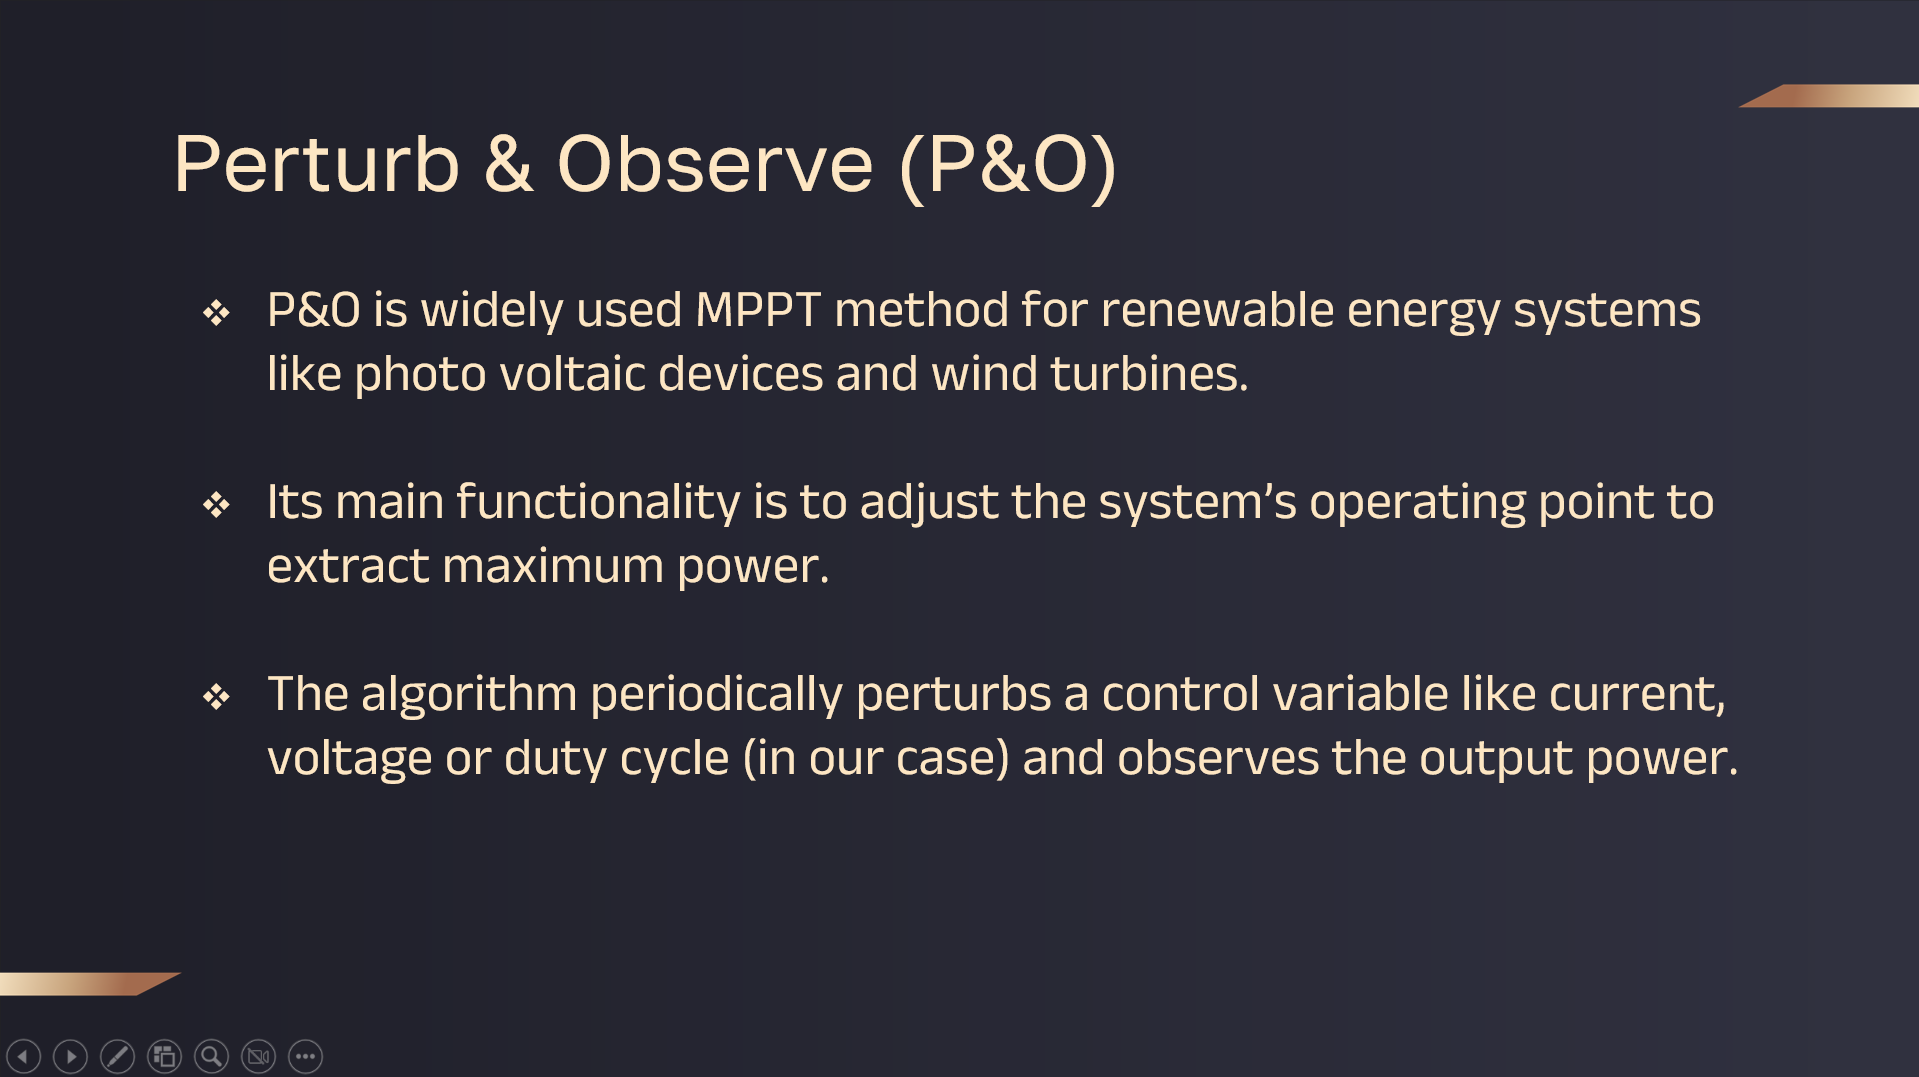 Perturb & Observe (P&O)
❖ P&O is widely used MPPT method for renewable energy systems
like photo voltaic devices and wind turbines.
❖ Its main functionality is to adjust the system’s operating point to
extract maximum power.
❖ The algorithm periodically perturbs a control variable like current,
voltage or duty cycle (in our case) and observes the output power.